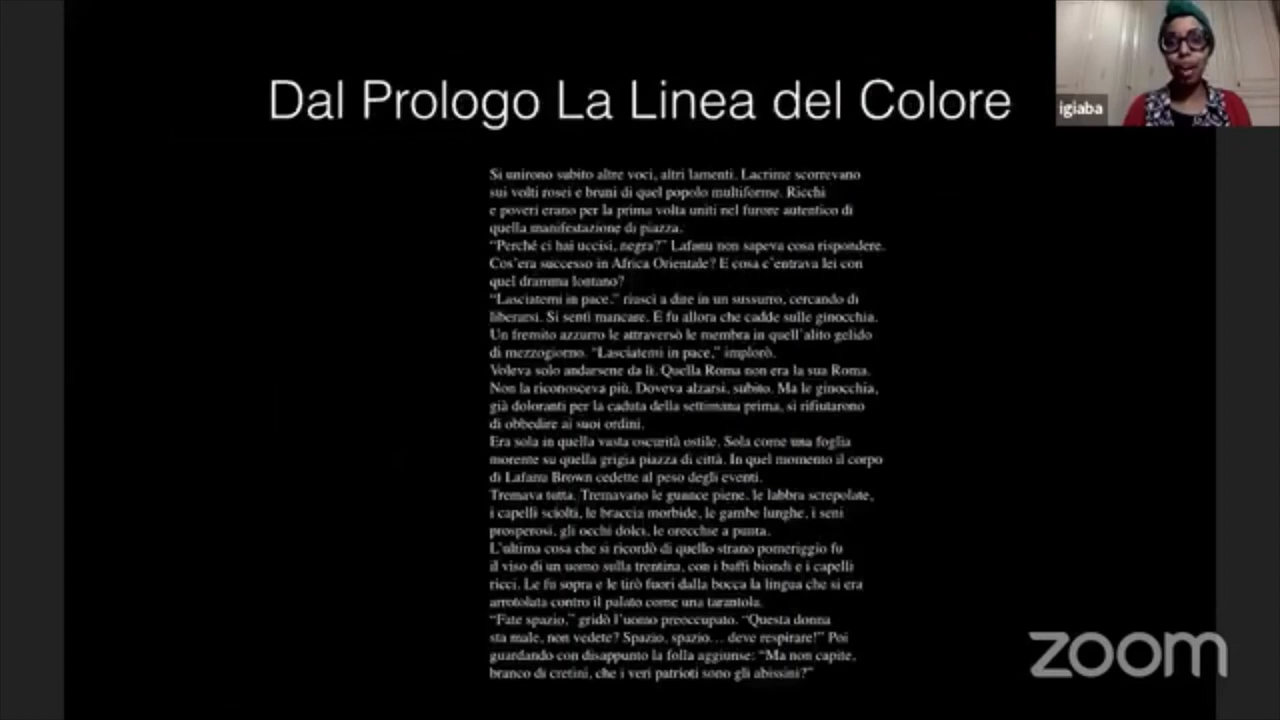 Dal Prologo La Linea del Colore
igiaba
Si unirono subito altre voci, altri lamenti. Lacrime scorrevano
sui volti rosei e bruni di quel popolo multiforme. Ricchi
e poveri erano per la prima volta uniti nel furore autentico di
quella manifestazione di piazza.
“Perché ci hai uccisi, negra?” Lafanu non sapeva cosa rispondere.
Cos’era successo in Africa Orientale? E cosa c’entrava lei con
quel dramma lontano?
“Lasciatemi in pace,” riuscì a dire in un sussurro, cercando di
liberarsi. Si sentì mancare. E fu allora che cadde sulle ginocchia.
Un fremito azzurro le attraversò le membra in quell’alito gelido
di mezzogiorno. “Lasciatemi in pace,” implorò.
Voleva solo andarsene da lì. Quella Roma non era la sua Roma.
Non la riconosceva più. Doveva alzarsi, subito. Ma le ginocchia,
già doloranti per la caduta della settimana prima, si rifiutarono
di obbedire ai suoi ordini.
Era sola in quella vasta oscurità ostile. Sola come una foglia
morente su quella grigia piazza di città. In quel momento il corpo
di Lafanu Brown cedette al peso degli eventi.
Tremava tutta. Tremavano le guance piene, le labbra screpolate,
i capelli sciolti, le braccia morbide, le gambe lunghe, i seni
prosperosi, gli occhi dolci, le orecchie a punta.
L’ultima cosa che si ricordò di quello strano pomeriggio fu
il viso di un uomo sulla trentina, con i baffi biondi e i capelli
ricci. Le fu sopra e le tirò fuori dalla bocca la lingua che si era
arrotolata contro il palato come una tarantola.
“Fate spazio,” gridò l’uomo preoccupato. “Questa donna
sta male, non vedete? Spazio, spazio… deve respirare!” Poi
guardando con disappunto la folla aggiunse: “Ma non capite,
branco di cretini, che i veri patrioti sono gli abissini?”
zoom